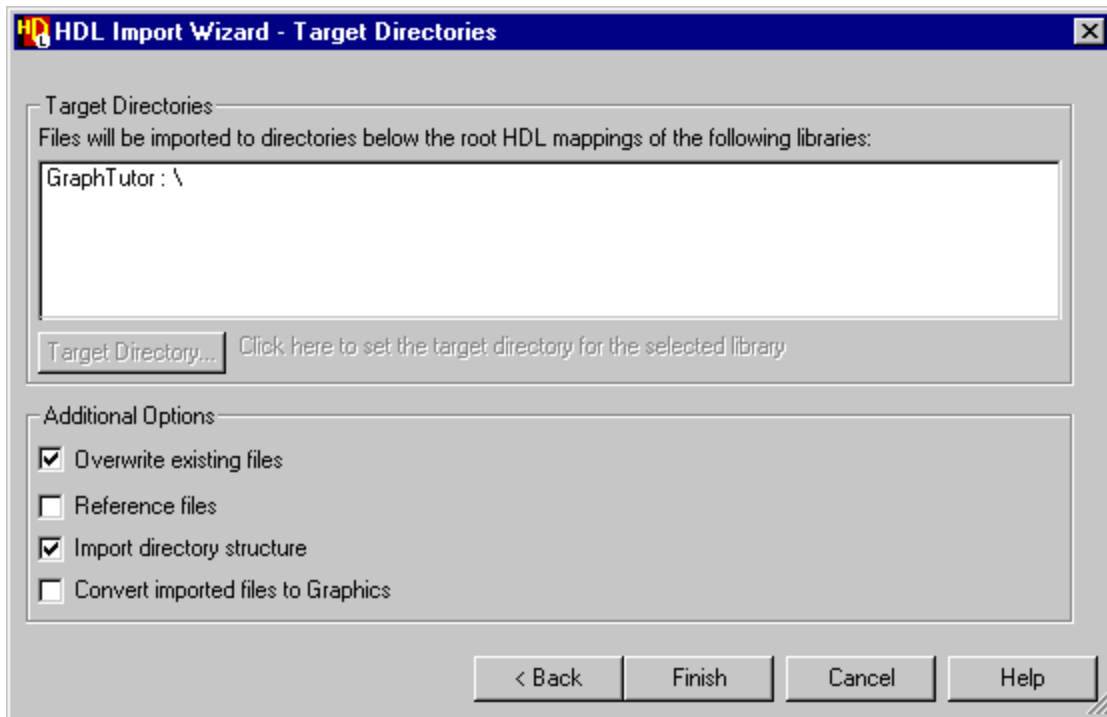 HDL Import Wizard - Target Directories
Target Directories
Files will be imported to directories below the root HDL mappings of the following libraries:
GraphTutor : \
Target Directory... Click here to set the target directory for the selected library
Additional Options
Overwrite existing files
Reference files
Import directory structure
Convert imported files to Graphics
< Back Finish Cancel Help